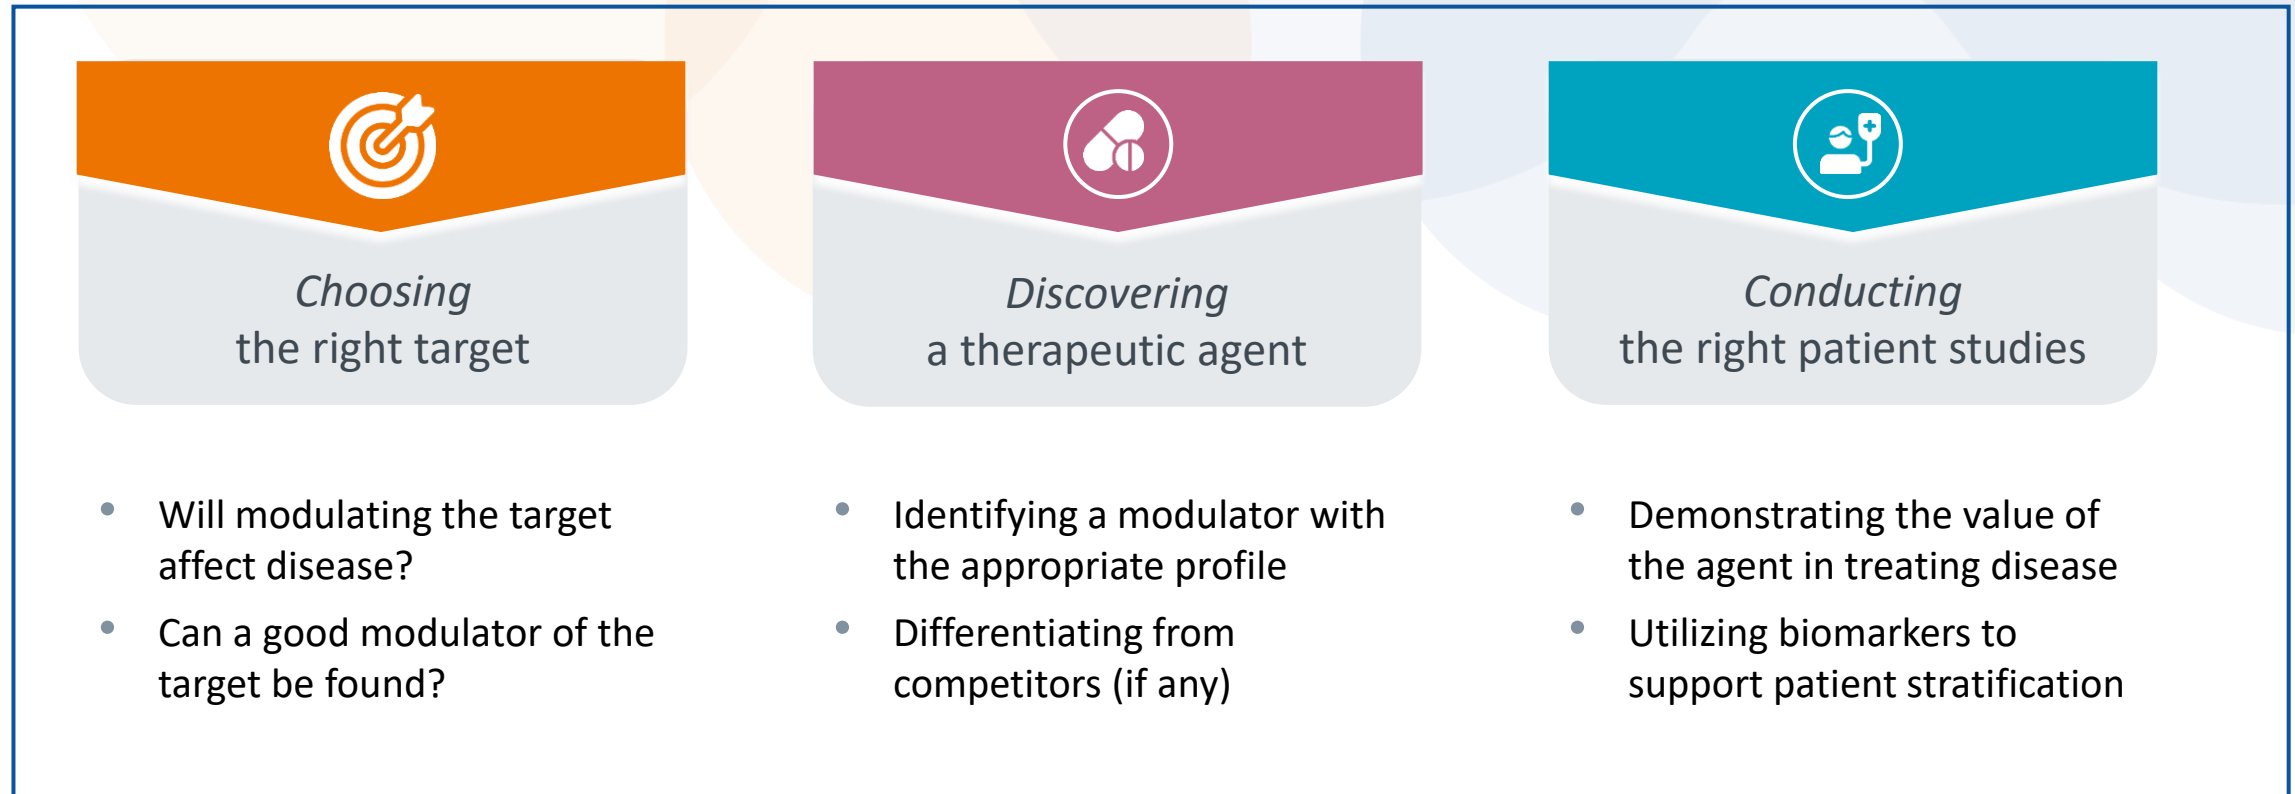 Choosing
the right target
• Will modulating the target
affect disease?
• Can a good modulator of the
target be found?
Discovering
a therapeutic agent
• Identifying a modulator with
the appropriate profile
• Differentiating from
competitors (if any)
Conducting
the right patient studies
• Demonstrating the value of
the agent in treating disease
• Utilizing biomarkers to
support patient stratification